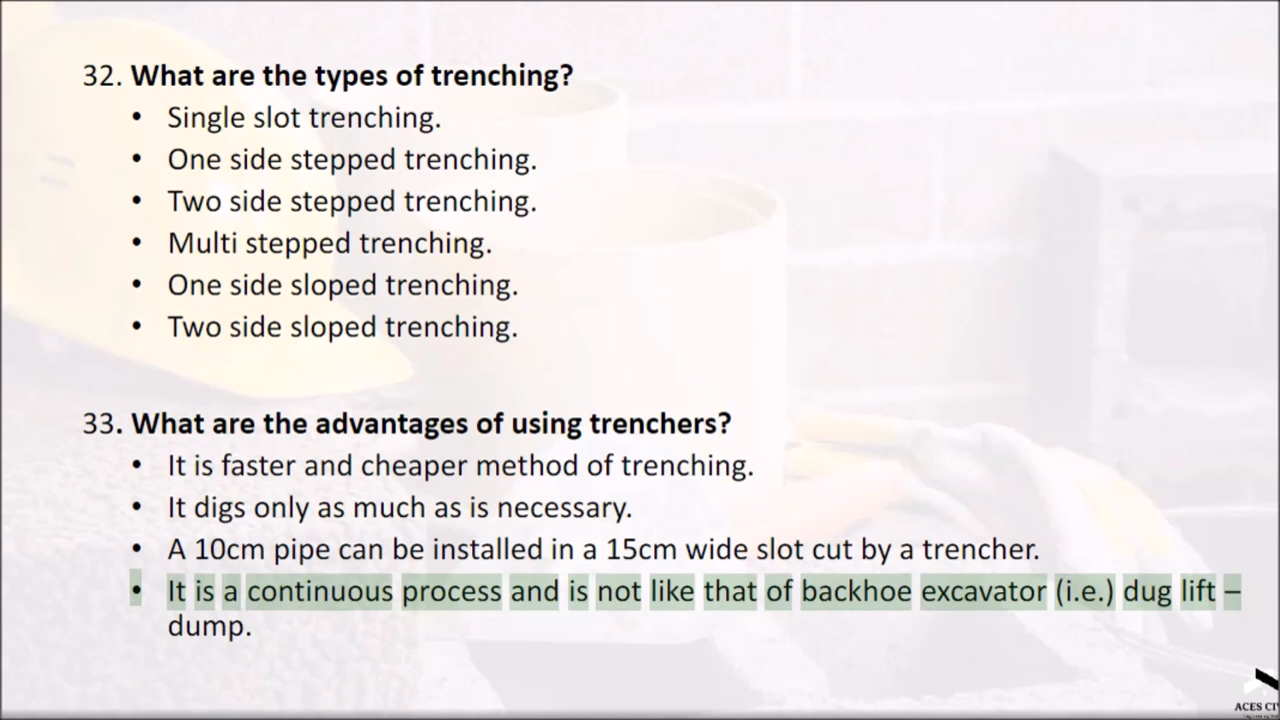 32. What are the types of trenching?
• Single slot trenching.
• One side stepped trenching.
• Two side stepped trenching.
• Multi stepped trenching.
• One side sloped trenching.
• Two side sloped trenching.
33. What are the advantages of using trenchers?
• It is faster and cheaper method of trenching.
• It digs only as much as is necessary.
• A 10cm pipe can be installed in a 15cm wide slot cut by a trencher.
• It is a continuous process and is not like that of backhoe excavator (i.e.) dug lift –
dump.
ACES CI